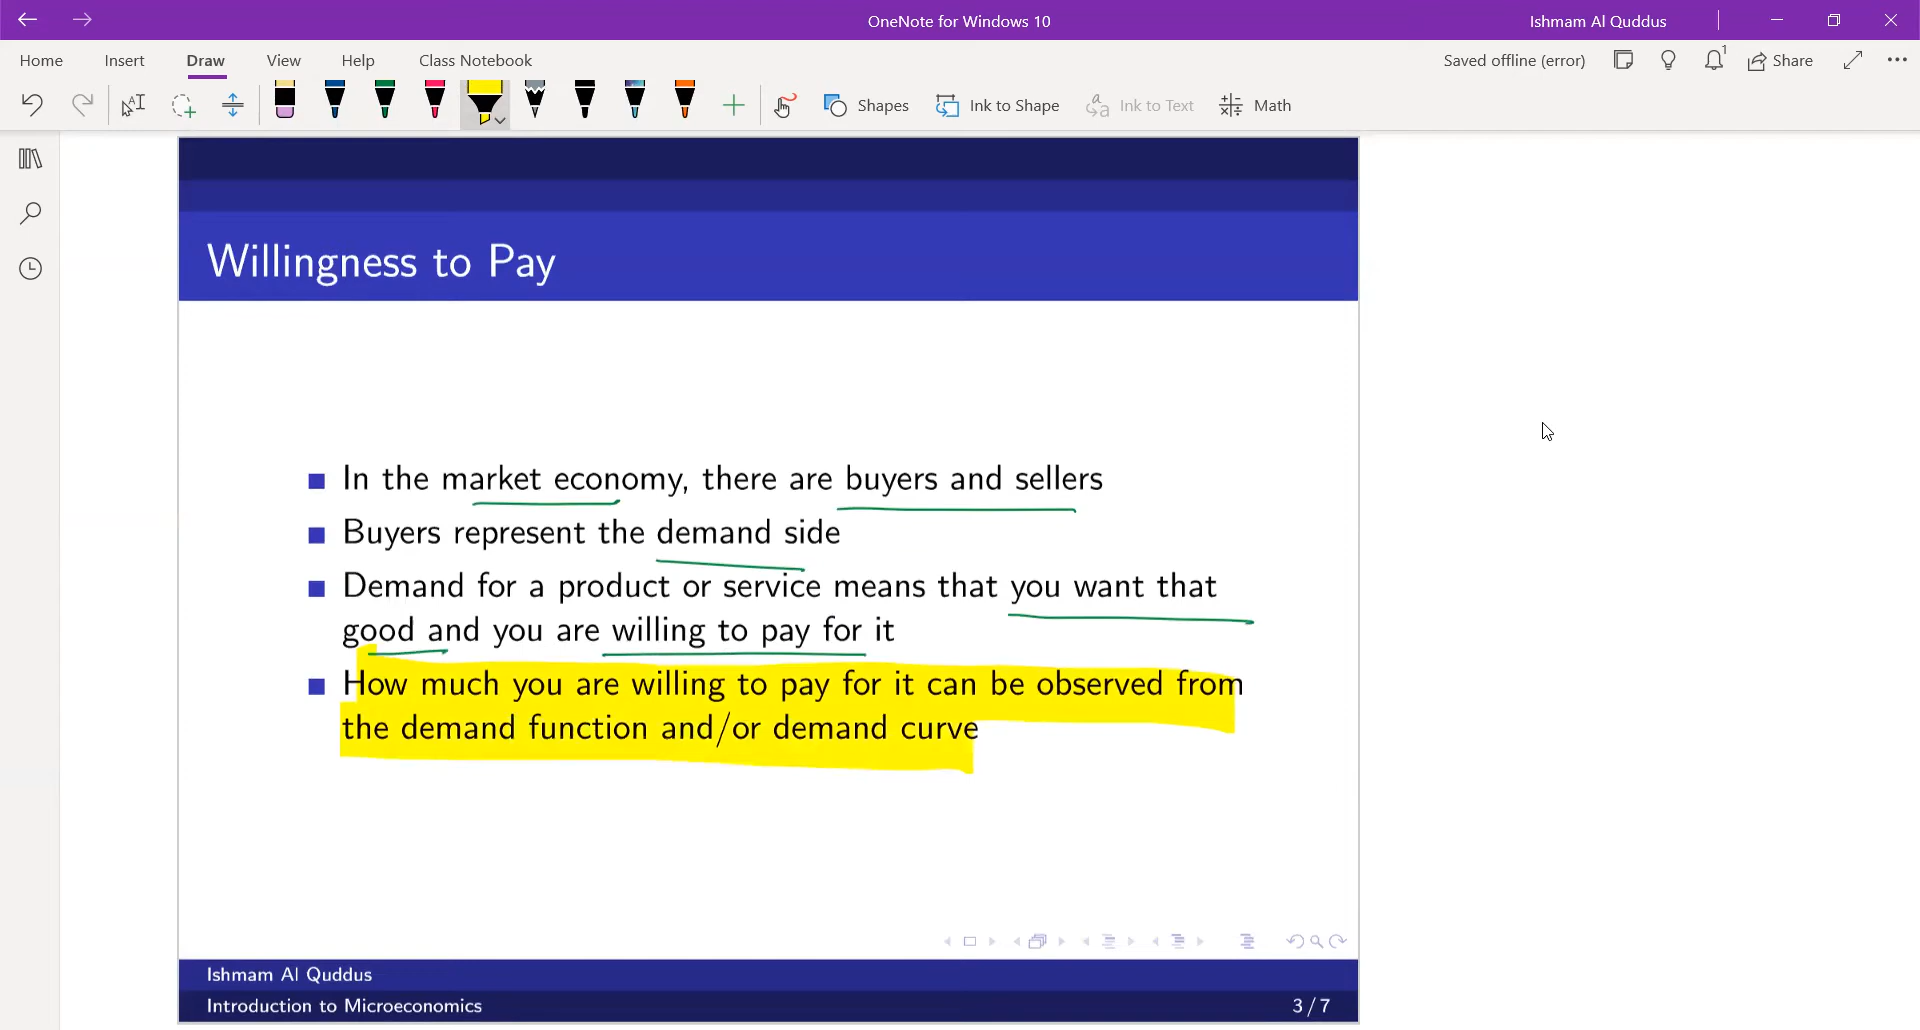 OneNote for Windows 10
Ishmam Al Quddus
Home Insert Draw View Help Class Notebook
Saved offline (error) 1 Share
Shapes Ink to Shape Ink to Text Math
Willingness to Pay
In the market economy, there are buyers and sellers
Buyers represent the demand side
Demand for a product or service means that you want that
good and you are willing to pay for it
How much you are willing to pay for it can be observed from
the demand function and/or demand curve
Ishmam Al Quddus
Introduction to Microeconomics
3 / 7